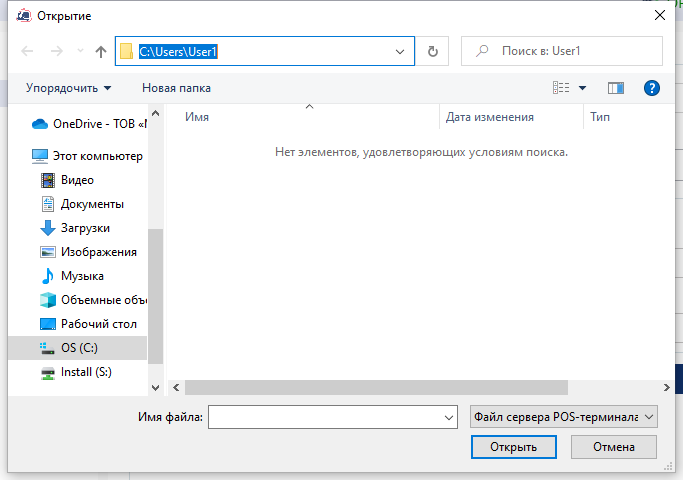 Открытие
C:\Users\User1
Поиск в: User1
Упорядочить
Новая папка
Имя
Дата изменения
Тип
Нет элементов, удовлетворяющих условиям поиска.
OneDrive - ТОВ
Этот компьютер
Видео
Документы
Загрузки
Изображения
Музыка
Объемные
Рабочий стол
OS (C:)
Install (S:)
Имя файла:
Файл сервера POS-терминала
Открыть
Отмена